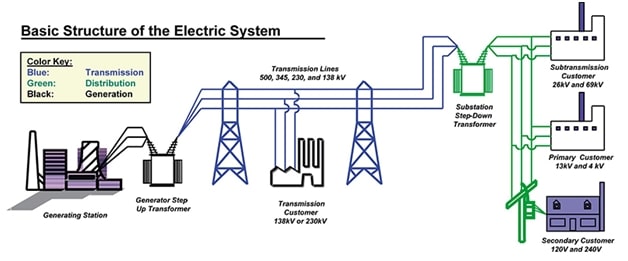 Basic Structure of the Electric System
Color Key:
Blue: Transmission
Green: Distribution
Black: Generation
Transmission Lines
500, 345, 230, and 138 kV
Substation
Step-Down
Transformer
Subtransmission
Customer
26kV and 69kV
Primary Customer
13kV and 4 kV
Secondary Customer
120V and 240V
Generating Station
Generator Step
Up Transformer
Transmission
Customer
138kV or 230kV